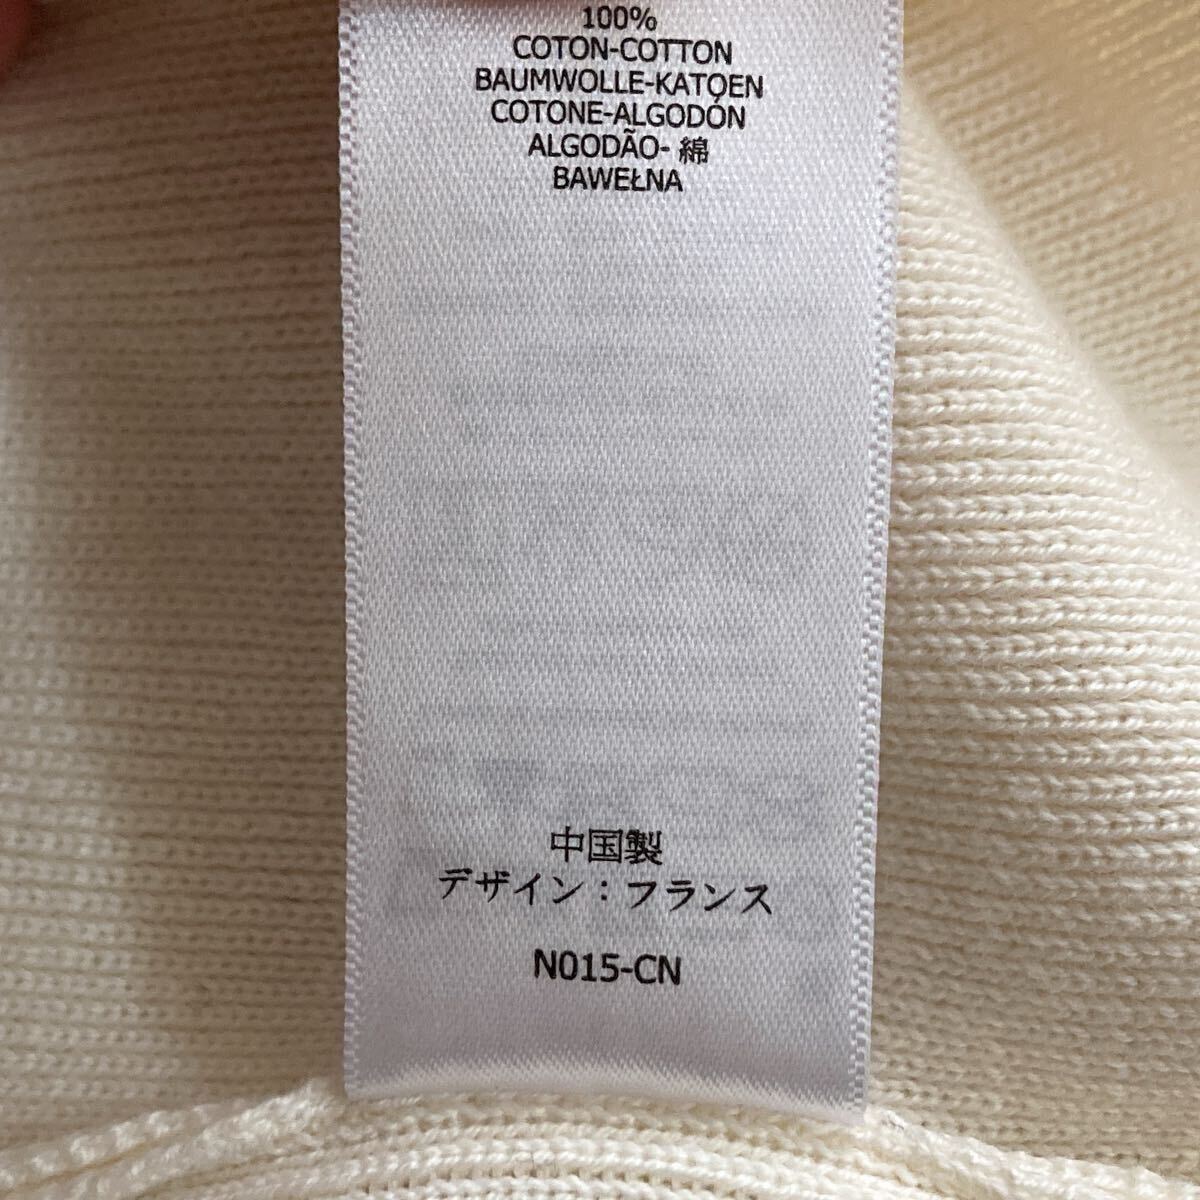 100%
COTON-COTTON
BAUMWOLLE-KATOEN
COTONE-ALGODÓN
ALGODÃO- 綿
BAWEŁNA
中国製
デザイン：フランス
N015-CN